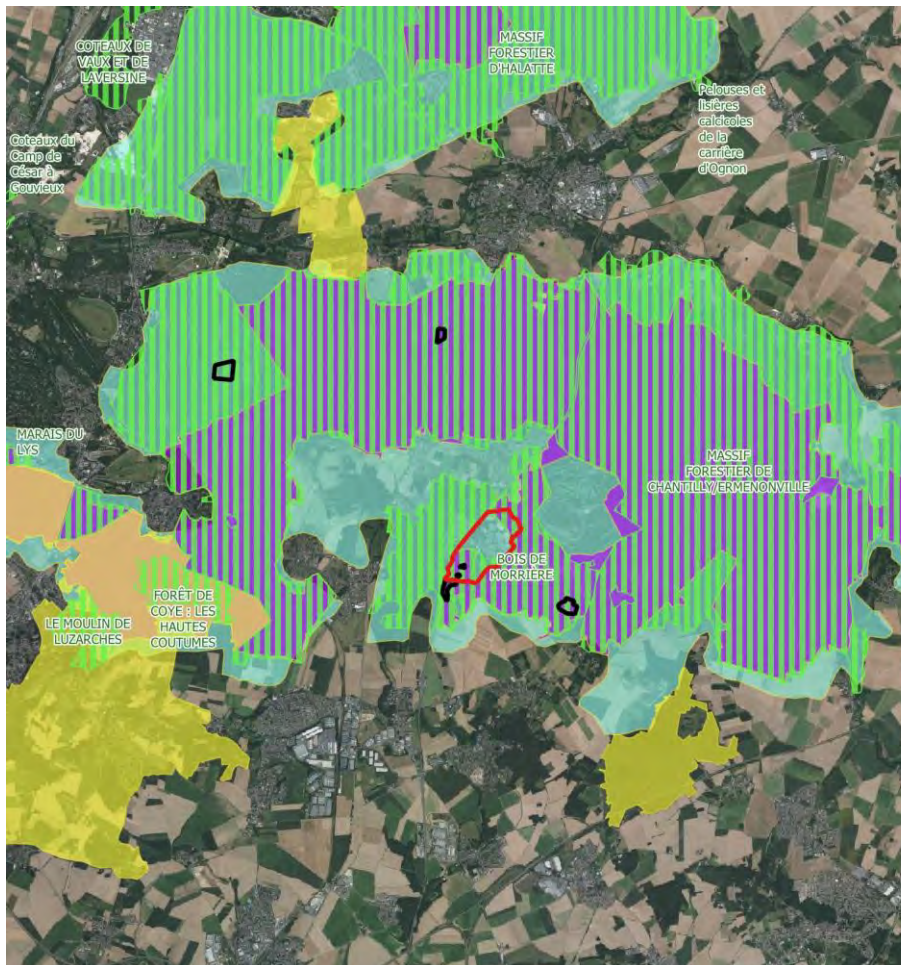 COTEAUX DE
VAUX ET DE
LAVERSINE
MASSIF
FORESTIER
D'HALATTE
Pelouses et
lisières
calcicoles
de la
carrière
d'Ognon
Coteaux du
Camp de
César à
Gouvieux
MARAIS DU
LYS
MASSIF
FORESTIER DE
CHANTILLY/ERMENONVILLE
BOIS DE
MORRIÈRE
FORÊT DE
COYE : LES
HAUTES
COUTUMES
LE MOULIN DE
LUZARCHES